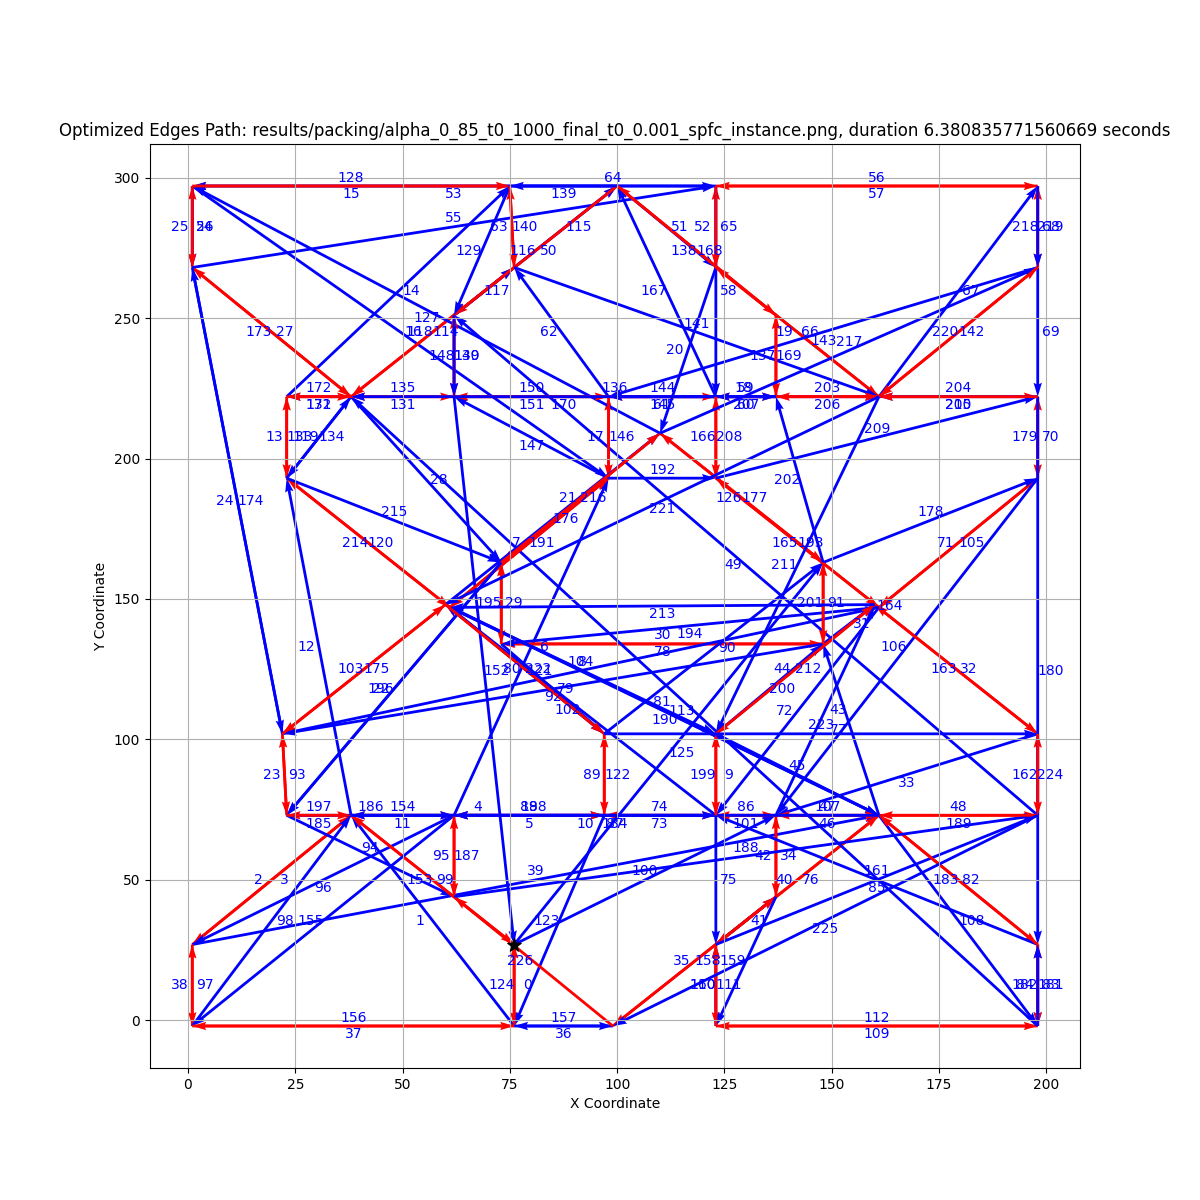 Optimized Edges Path: results/packing/alpha_0_85_t0_1000_final_t0.001_spfc_instance.png, duration 6.380835771560669 seconds
300
128 64 56
15 53 139 57
55
25 63 140 115 51 52 65
129 116 50 138 168
14 117 167 58 67
250
127
173 27 114 62 141 19 66 220 142 69
143 217
20 137 169
172 135 150 136 144 203 204
131 151 170 206
13 134 17 146 166 208 209 179 70
147
200
192
28 21 202
24 174 215 126 177 178
176 221
214 120 7 191 165 193 71 105
49 211
150
195 29 201 91 164
213 31
30 194
12 6 78 90 106
103 175 152 44 212 163 32 180
79 200
92 81
102 113 72 43
190 223
100
125
45
23 93 89 122 199 9 33 162 224
197 186 154 4 74 86 48
185 11 5 10 73 101 46 189
94 95 187 188 42 34
50
2 3 96 153 99 39 100 75 40 76 161 183 82
85
98 155 1 123 41 225 108
226 35 158 159
38 97 124 0
0
156 157 112
37 36 109
0 25 50 75 100 125 150 175 200
X Coordinate
Y Coordinate